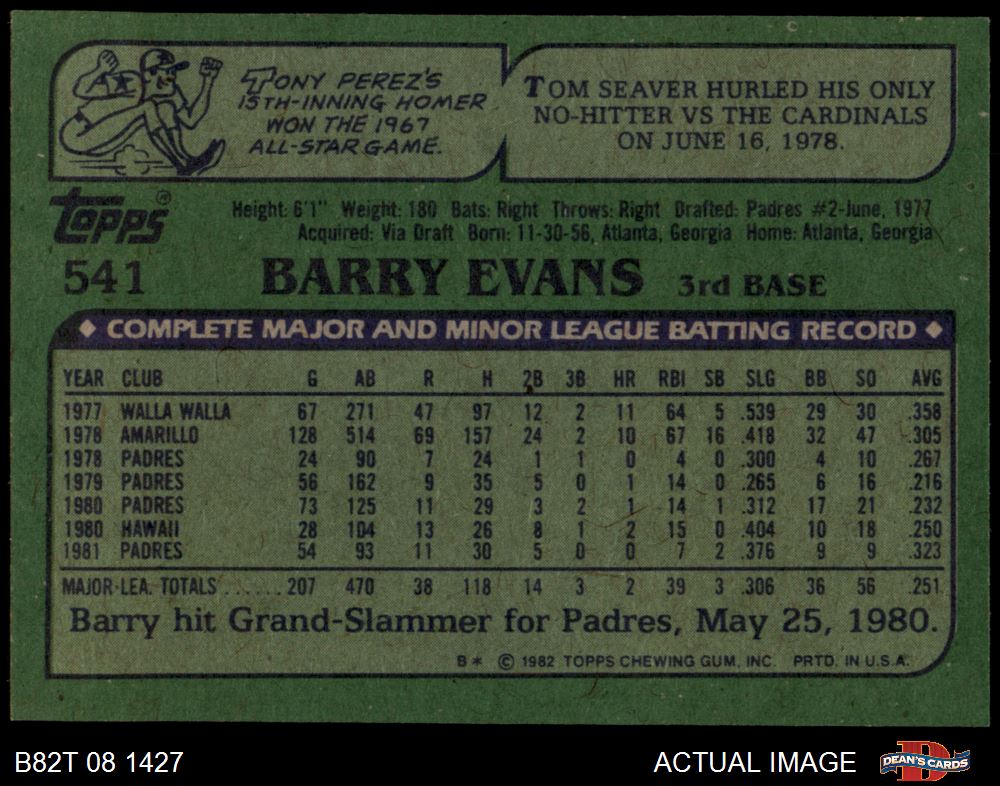 TONY PEREZ'S
15TH-INNING HOMER
WON THE 1967
ALL-STAR GAME.
TOM SEAVER HURLED HIS ONLY
NO-HITTER VS THE CARDINALS
ON JUNE 16, 1978.
Topps®
Height: 6'1" Weight: 180 Bats: Right Throws: Right Drafted: Padres #2-June, 1977
Acquired: Via Draft Born: 11-30-56, Atlanta, Georgia Home: Atlanta, Georgia
541 BARRY EVANS 3rd BASE
◆ COMPLETE MAJOR AND MINOR LEAGUE BATTING RECORD ◆
YEAR CLUB G AB R H 2B 3B HR RBI SB SLG BB SO AVG
1977 WALLA WALLA 67 271 47 97 12 2 11 64 5 .539 29 30 .358
1978 AMARILLO 128 514 69 157 24 2 10 67 16 .418 32 47 .305
1978 PADRES 24 90 7 24 1 1 0 4 0 .300 4 10 .267
1979 PADRES 56 162 9 35 5 0 1 14 0 .265 6 16 .216
1980 PADRES 73 125 11 29 3 2 1 14 1 .312 17 21 .232
1980 HAWAII 28 104 13 26 8 1 2 15 0 .404 10 18 .250
1981 PADRES 54 93 11 30 5 0 0 7 2 .376 9 9 .323
MAJOR LEA. TOTALS ...... 207 470 38 118 14 3 2 39 3 .306 36 56 .251
Barry hit Grand-Slammer for Padres, May 25, 1980.
B* © 1982 TOPPS CHEWING GUM, INC. PRTD. IN U.S.A.
B82T 08 1427 ACTUAL IMAGE DEAN'S CARDS